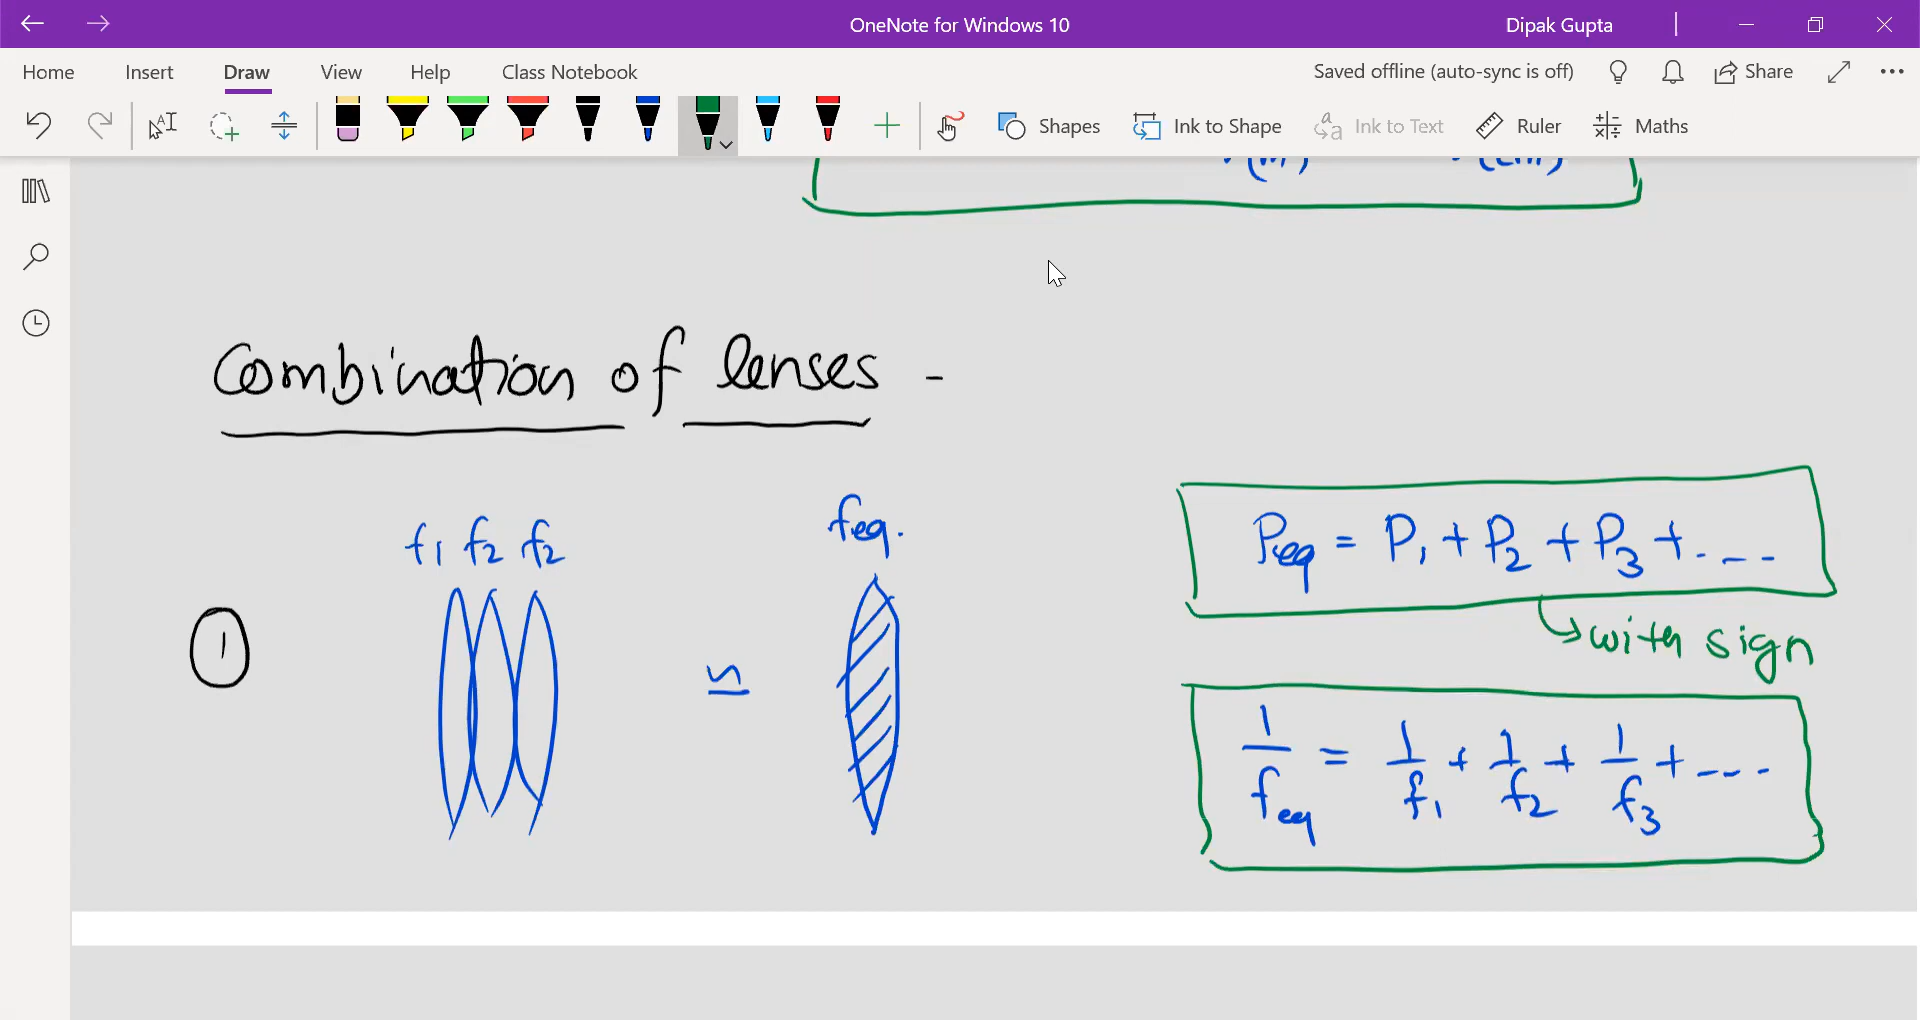 OneNote for Windows 10
Dipak Gupta
Home Insert Draw View Help Class Notebook
Saved offline (auto-sync is off) Share
Shapes Ink to Shape Ink to Text Ruler Maths
Combination of lenses -
f1 f2 f2
feq.
Peq = P1 + P2 + P3 + ----
with sign
①
≃
1/feq = 1/f1 + 1/f2 + 1/f3 + ----